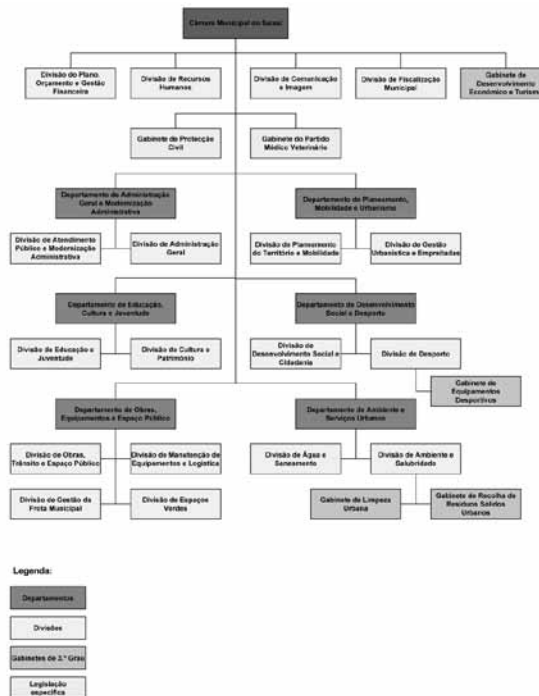 Câmara Municipal do Seixal
Divisão do Plano,
Orçamento e Gestão
Financeira
Divisão de Recursos
Humanos
Divisão de Comunicação
e Imagem
Divisão de Fiscalização
Municipal
Gabinete de
Desenvolvimento
Económico e Turismo
Gabinete de Protecção
Civil
Gabinete do Partido
Médico Veterinário
Departamento de Administração
Geral e Modernização
Administrativa
Departamento de Planeamento,
Mobilidade e Urbanismo
Divisão de Atendimento
Público e Modernização
Administrativa
Divisão de Administração
Geral
Divisão de Planeamento
do Território e Mobilidade
Divisão de Gestão
Urbanística e Empreitadas
Departamento de Educação,
Cultura e Juventude
Departamento de Desenvolvimento
Social e Desporto
Divisão de Educação e
Juventude
Divisão de Cultura e
Património
Divisão de
Desenvolvimento Social e
Cidadania
Divisão de Desporto
Gabinete de
Equipamentos
Desportivos
Departamento de Obras,
Equipamentos e Espaço Público
Departamento de Ambiente e
Serviços Urbanos
Divisão de Obras,
Trânsito e Espaço Público
Divisão de Manutenção de
Equipamentos e Logística
Divisão de Água e
Saneamento
Divisão de Ambiente e
Salubridade
Divisão de Gestão da
Frota Municipal
Divisão de Espaços
Verdes
Gabinete de Limpeza
Urbana
Gabinete de Recolha de
Resíduos Sólidos
Urbanos
Legenda:
Departamentos
Divisões
Gabinetes de 3.º Grau
Legislação
específica